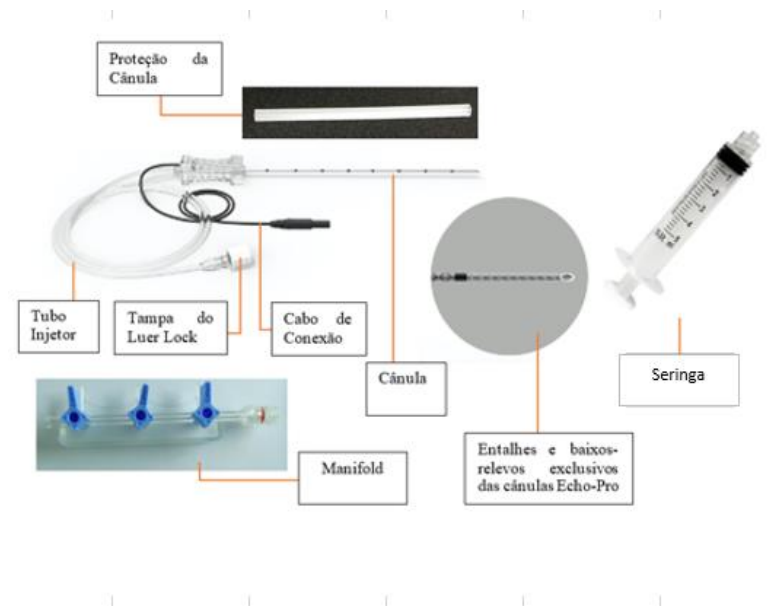 Proteção da
Cânula
Tubo
Injetor
Tampa do
Luer Lock
Cabo de
Conexão
Cânula
Seringa
Manifold
Entalhes e baixos-
relevos exclusivos
das cânulas Echo-Pro